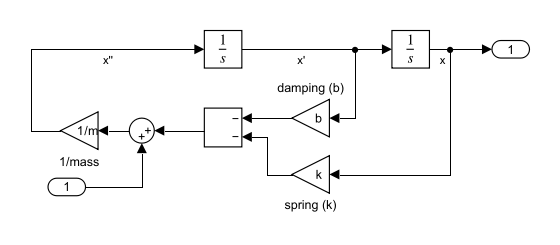 1
s
1
s
1
x''
x'
x
damping (b)
b
−
−
1/m
+
+
1/mass
k
1
spring (k)